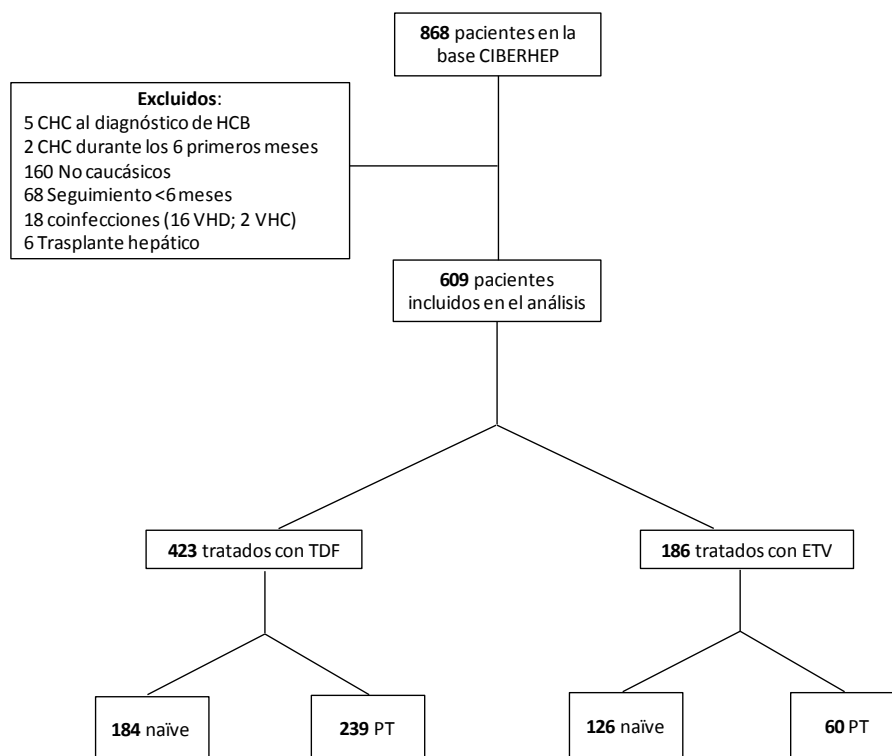 868 pacientes en la
base CIBERHEP
Excluidos:
5 CHC al diagnóstico de HCB
2 CHC durante los 6 primeros meses
160 No caucásicos
68 Seguimiento <6 meses
18 coinfecciones (16 VHD; 2 VHC)
6 Trasplante hepático
609 pacientes
incluidos en el análisis
423 tratados con TDF
186 tratados con ETV
184 naïve
239 PT
126 naïve
60 PT